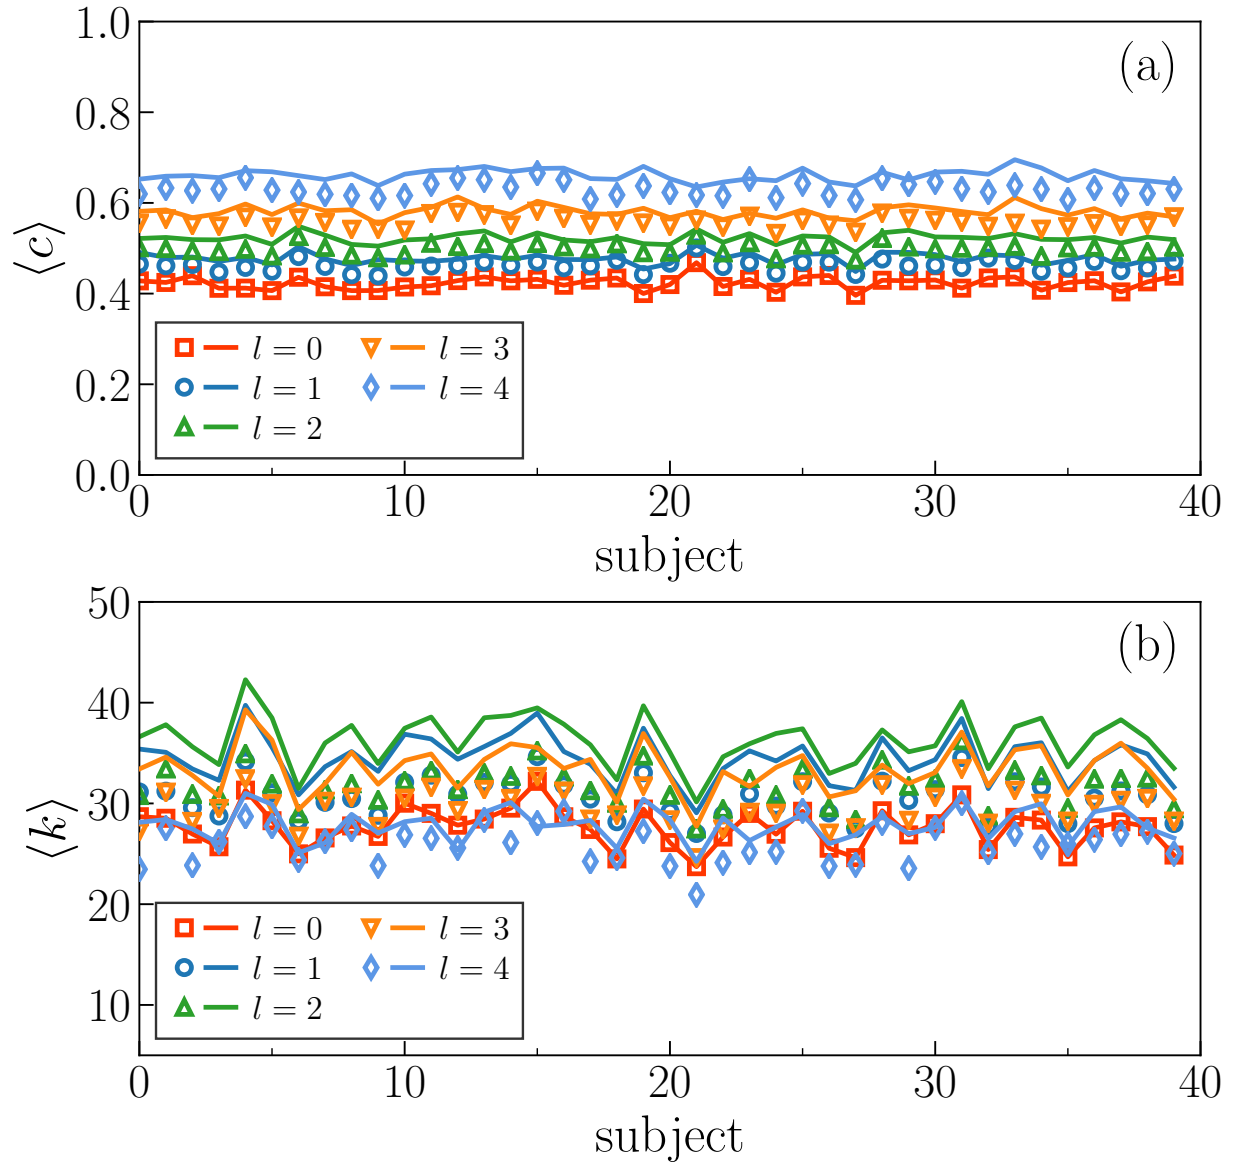 1.0
(a)
0.8
0.6
⟨c⟩
0.4
l = 0 l = 3
l = 1 l = 4
0.2
l = 2
0.0
0 10 20 30 40
subject
50
(b)
40
30
⟨k⟩
20
l = 0 l = 3
l = 1 l = 4
10
l = 2
0 10 20 30 40
subject